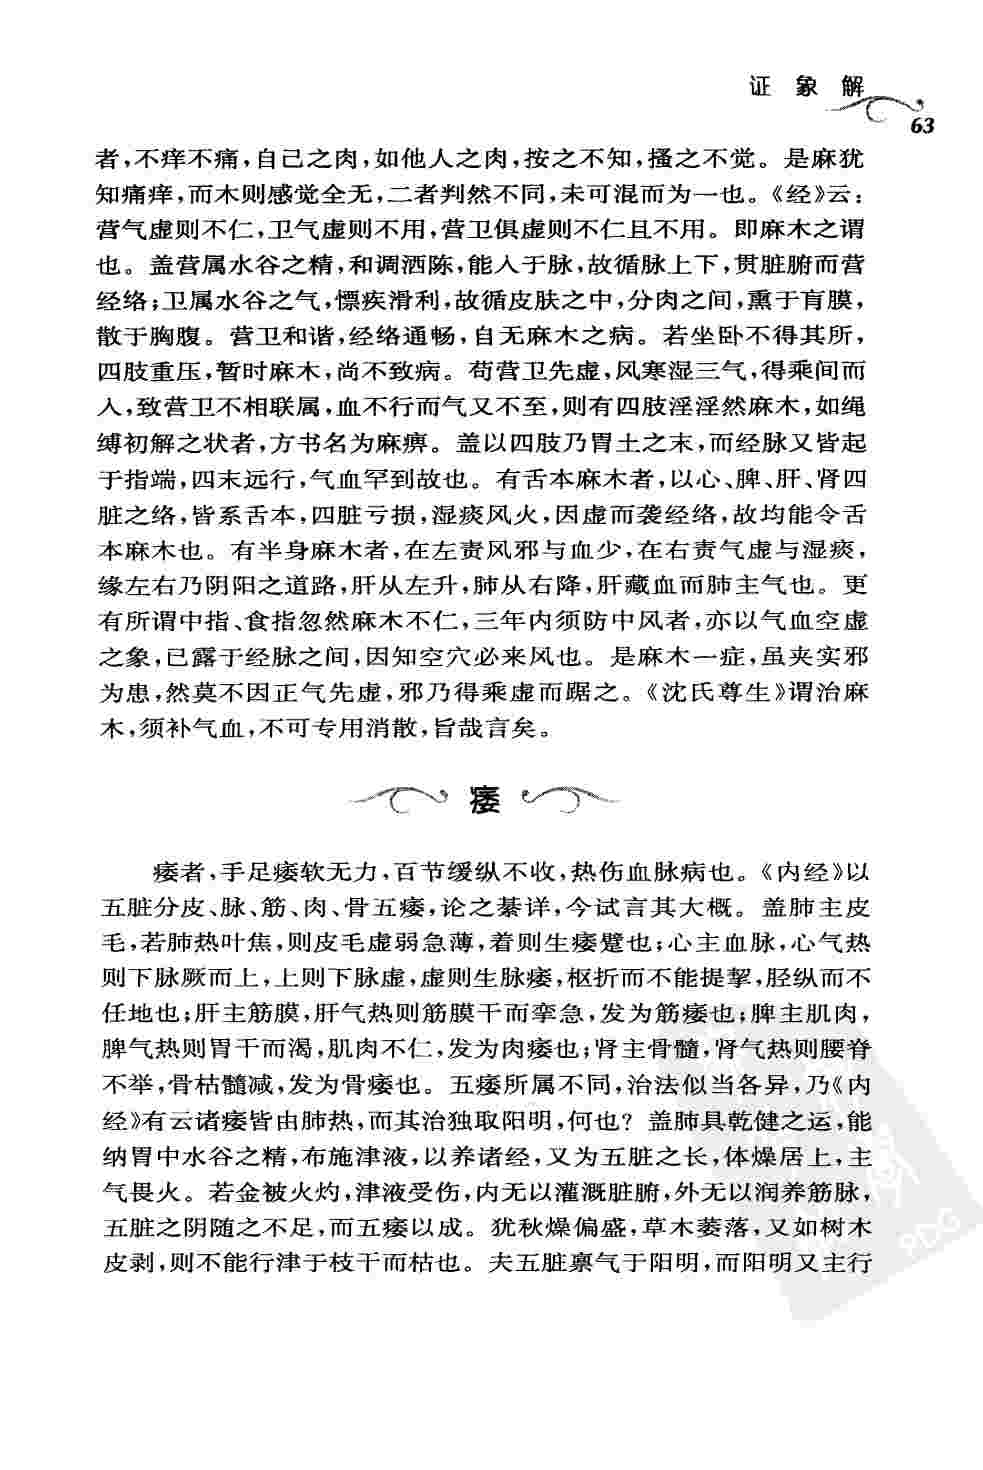 证象解
63
者,不痒不痛,自己之肉,如他人之肉,按之不知,搔之不觉。是麻犹
知痛痒,而木则感觉全无,二者判然不同,未可混而为一也。《经》云:
营气虚则不仁,卫气虚则不用,营卫俱虚则不仁且不用。即麻木之谓
也。盖营属水谷之精,和调洒陈,能入于脉,故循脉上下,贯脏腑而营
经络;卫属水谷之气,慓疾滑利,故循皮肤之中,分肉之间,熏于肓膜,
散于胸腹。营卫和谐,经络通畅,自无麻木之病。若坐卧不得其所,
四肢重压,暂时麻木,尚不致病。苟营卫先虚,风寒湿三气,得乘间而
人,致营卫不相联属,血不行而气又不至,则有四肢淫淫然麻木,如绳
缚初解之状者,方书名为麻痹。盖以四肢乃胃土之末,而经脉又皆起
于指端,四末远行,气血罕到故也。有舌本麻木者,以心、脾、肝、肾四
脏之络,皆系舌本,四脏亏损,湿痰风火,因虚而袭经络,故均能令舌
本麻木也。有半身麻木者,在左责风邪与血少,在右责气虚与湿痰,
缘左右乃阴阳之道路,肝从左升,肺从右降,肝藏血而肺主气也。更
有所谓中指、食指忽然麻木不仁,三年内须防中风者,亦以气血空虚
之象,已露于经脉之间,因知空穴必来风也。是麻木一症,虽夹实邪
为患,然莫不因正气先虚,邪乃得乘虚而踞之。《沈氏尊生》谓治麻
木,须补气血,不可专用消散,旨哉言矣。
痿
痿者,手足痿软无力,百节缓纵不收,热伤血脉病也。《内经》以
五脏分皮、脉、筋、肉、骨五痿,论之綦详,今试言其大概。盖肺主皮
毛,若肺热叶焦,则皮毛虚弱急薄,着则生痿躄也;心主血脉,心气热
则下脉厥而上,上则下脉虚,虚则生脉痿,枢折而不能提挈,胫纵而不
任地也;肝主筋膜,肝气热则筋膜干而挛急,发为筋痿也;脾主肌肉,
脾气热则胃干而渴,肌肉不仁,发为肉痿也;肾主骨髓,肾气热则腰脊
不举,骨枯髓减,发为骨痿也。五痿所属不同,治法似当各异,乃《内
经》有云诸痿皆由肺热,而其治独取阳明,何也?盖肺具乾健之运,能
纳胃中水谷之精,布施津液,以养诸经,又为五脏之长,体燥居上,主
气畏火。若金被火灼,津液受伤,内无以灌溉脏腑,外无以润养筋脉,
五脏之阴随之不足,而五痿以成。犹秋燥偏盛,草木萎落,又如树木
皮剥,则不能行津于枝干而枯也。夫五脏禀气于阳明,而阳明又主行
PDG